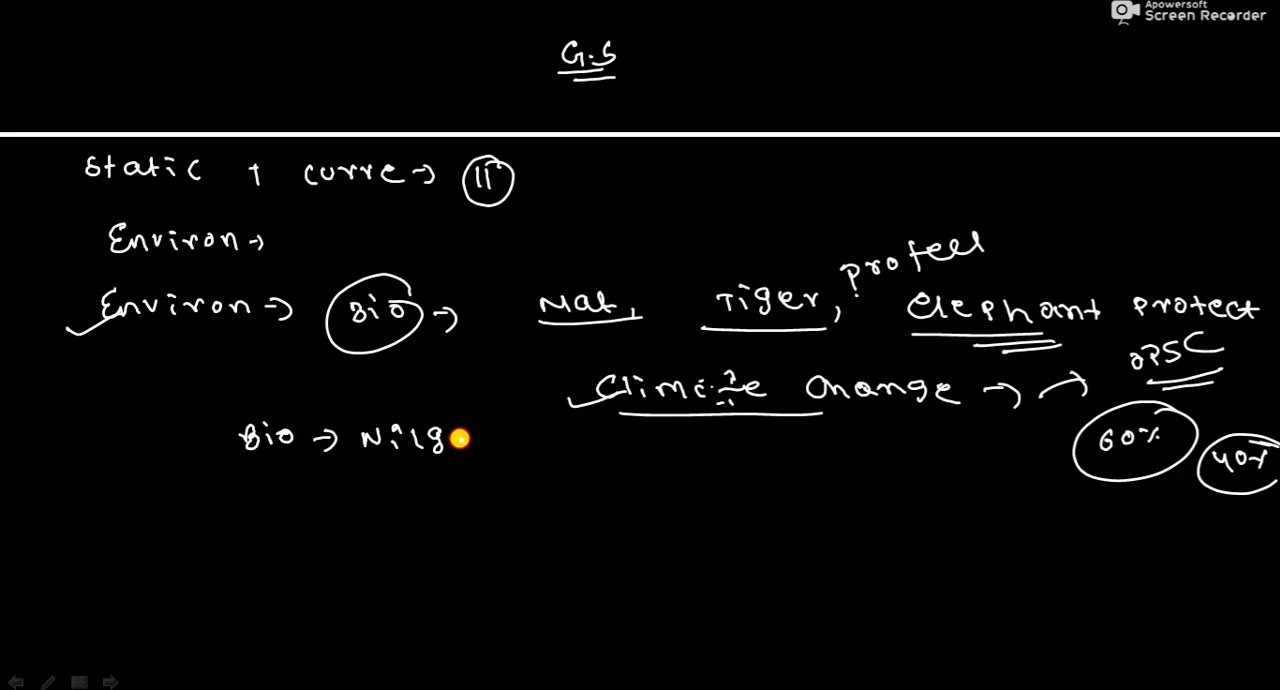 Apowersoft
Screen Recorder
G.S
Static + curre → 11
Environ →
Environ → Bio → Nat, Tiger, Protect Elephant protect
OPSC
Climate change → →
60% 40%
Bio → Nilg